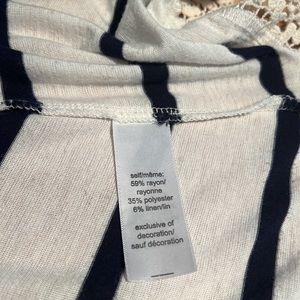 self/même:
59% rayon/
rayonne
35% polyester
6% linen/lin
exclusive of
decoration/
sauf décoration